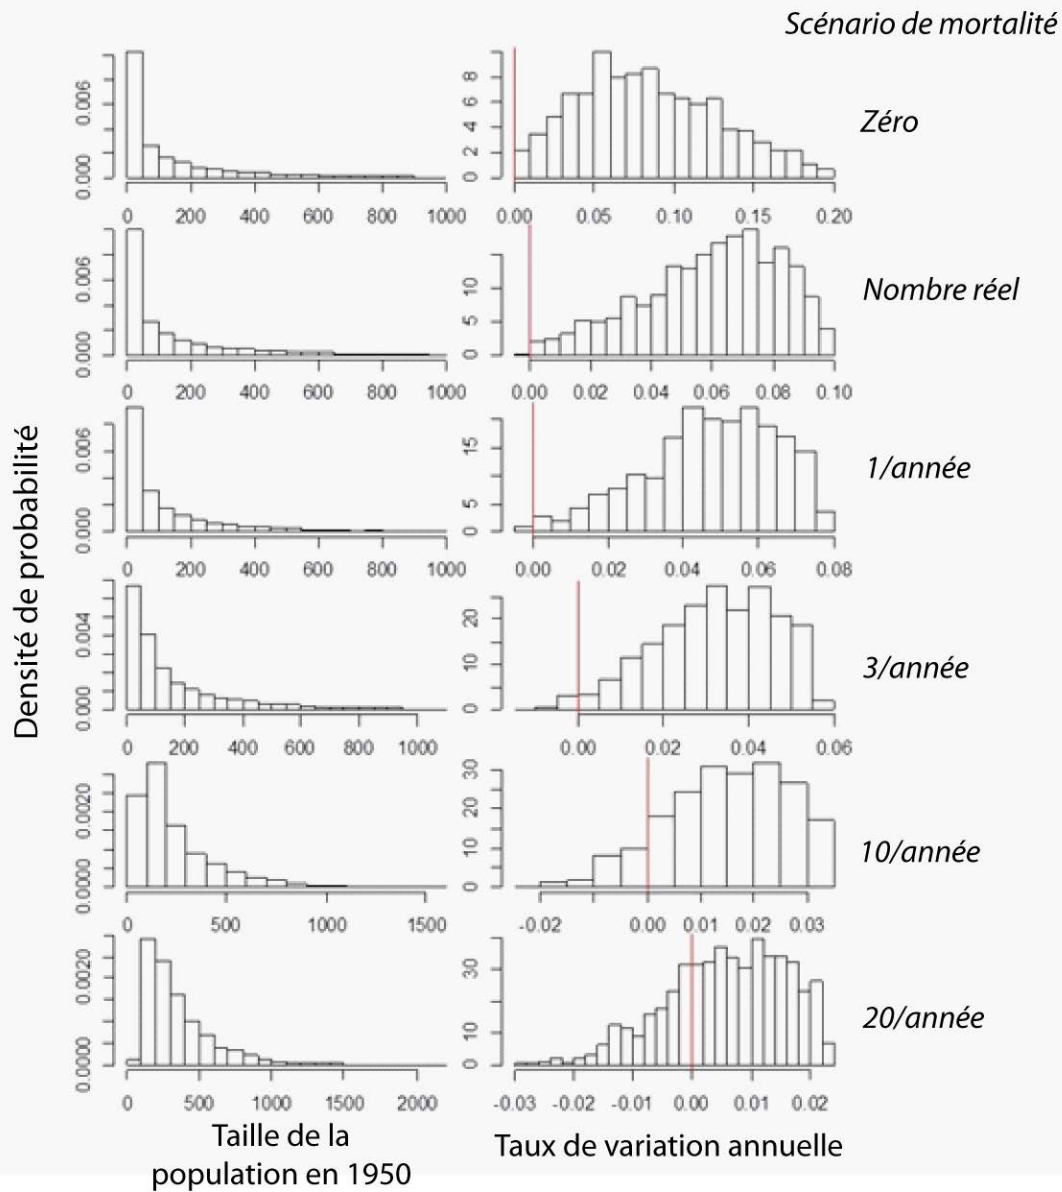 Scénario de mortalité
0.000 0.006
0 200 400 600 800 1000
0 2 4 6 8
0.00 0.05 0.10 0.15 0.20
Zéro
0.000 0.006
0 200 400 600 800 1000
0 5 10
0.00 0.02 0.04 0.06 0.08 0.10
Nombre réel
0.000 0.006
0 200 400 600 800 1000
0 5 15
0.00 0.02 0.04 0.06 0.08
1/année
0.000 0.004
0 200 400 600 800 1000
0 10 20
0.00 0.02 0.04 0.06
3/année
0.0000 0.0020
0 500 1000 1500
0 10 20 30
-0.02 0.00 0.01 0.02 0.03
10/année
0.0000 0.0020
0 500 1000 1500 2000
0 10 30
-0.03 -0.02 -0.01 0.00 0.01 0.02
20/année
Densité de probabilité
Taille de la
population en 1950
Taux de variation annuelle